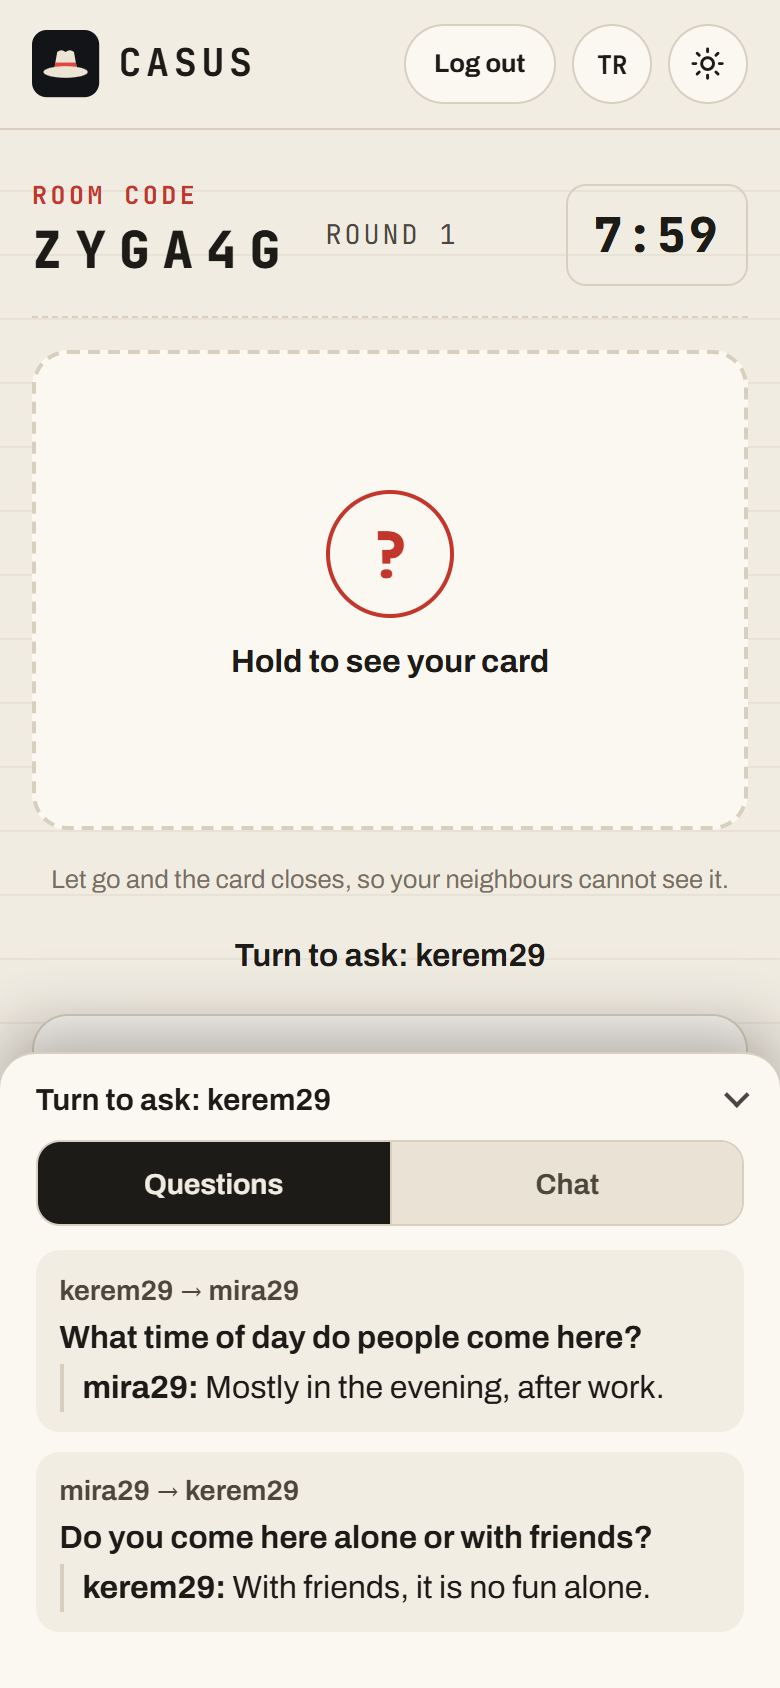 CASUS
Log out
TR
ROOM CODE
ZYGA4G
ROUND 1
7:59
?
Hold to see your card
Let go and the card closes, so your neighbours cannot see it.
Turn to ask: kerem29
Turn to ask: kerem29
Questions
Chat
kerem29 → mira29
What time of day do people come here?
mira29: Mostly in the evening, after work.
mira29 → kerem29
Do you come here alone or with friends?
kerem29: With friends, it is no fun alone.